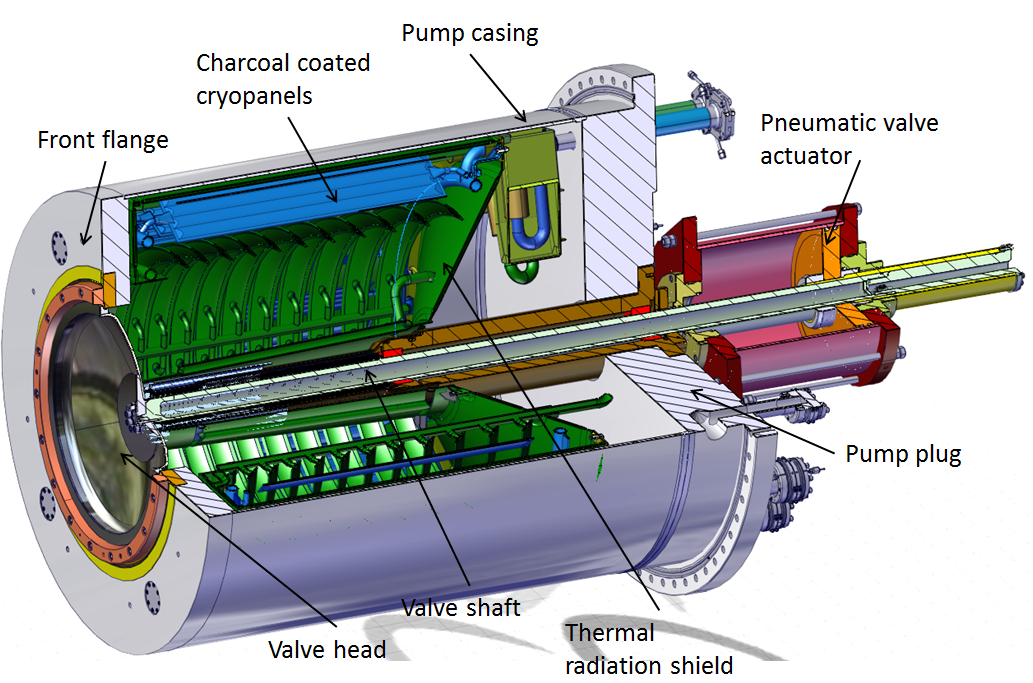 Pump casing
Charcoal coated
cryopanels
Front flange
Pneumatic valve
actuator
Pump plug
Valve shaft
Valve head
Thermal
radiation shield